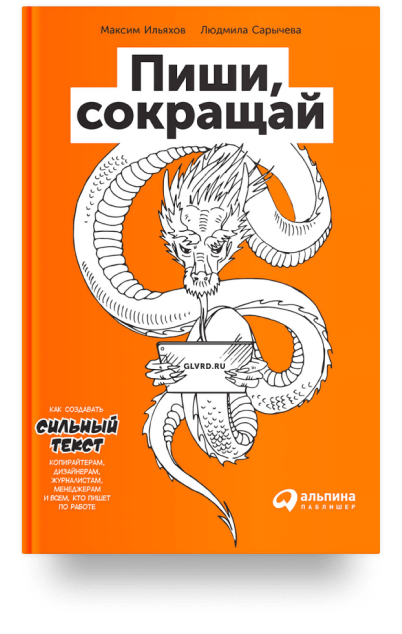 Максим Ильяхов Людмила Сарычева
Пиши,
сокращай
GLVRD.RU
КАК СОЗДАВАТЬ
СИЛЬНЫЙ
ТЕКСТ
КОПИРАЙТЕРАМ,
ДИЗАЙНЕРАМ,
ЖУРНАЛИСТАМ,
МЕНЕДЖЕРАМ
И ВСЕМ, КТО ПИШЕТ
ПО РАБОТЕ
альпина
ПАБЛИШЕР